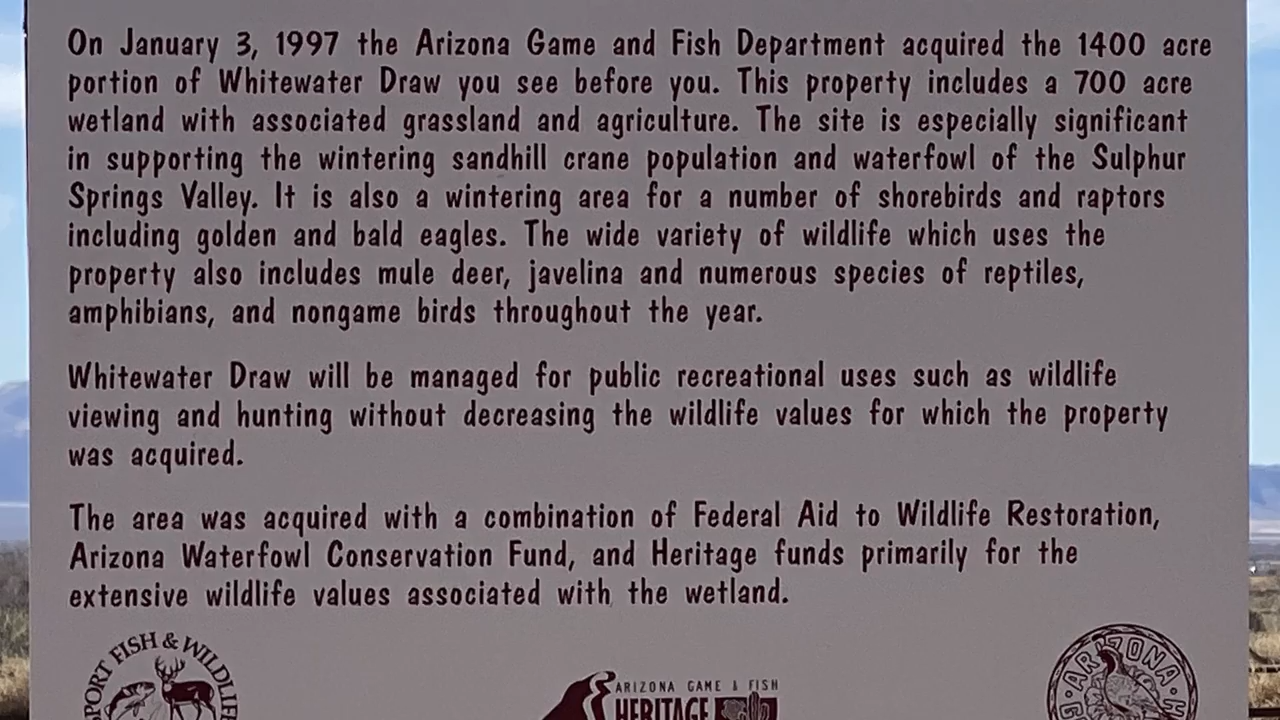 On January 3, 1997 the Arizona Game and Fish Department acquired the 1400 acre
portion of Whitewater Draw you see before you. This property includes a 700 acre
wetland with associated grassland and agriculture. The site is especially significant
in supporting the wintering sandhill crane population and waterfowl of the Sulphur
Springs Valley. It is also a wintering area for a number of shorebirds and raptors
including golden and bald eagles. The wide variety of wildlife which uses the
property also includes mule deer, javelina and numerous species of reptiles,
amphibians, and nongame birds throughout the year.
Whitewater Draw will be managed for public recreational uses such as wildlife
viewing and hunting without decreasing the wildlife values for which the property
was acquired.
The area was acquired with a combination of Federal Aid to Wildlife Restoration,
Arizona Waterfowl Conservation Fund, and Heritage funds primarily for the
extensive wildlife values associated with the wetland.
SPORT FISH & WILDLIFE
ARIZONA GAME & FISH
HERITAGE
ARIZONA